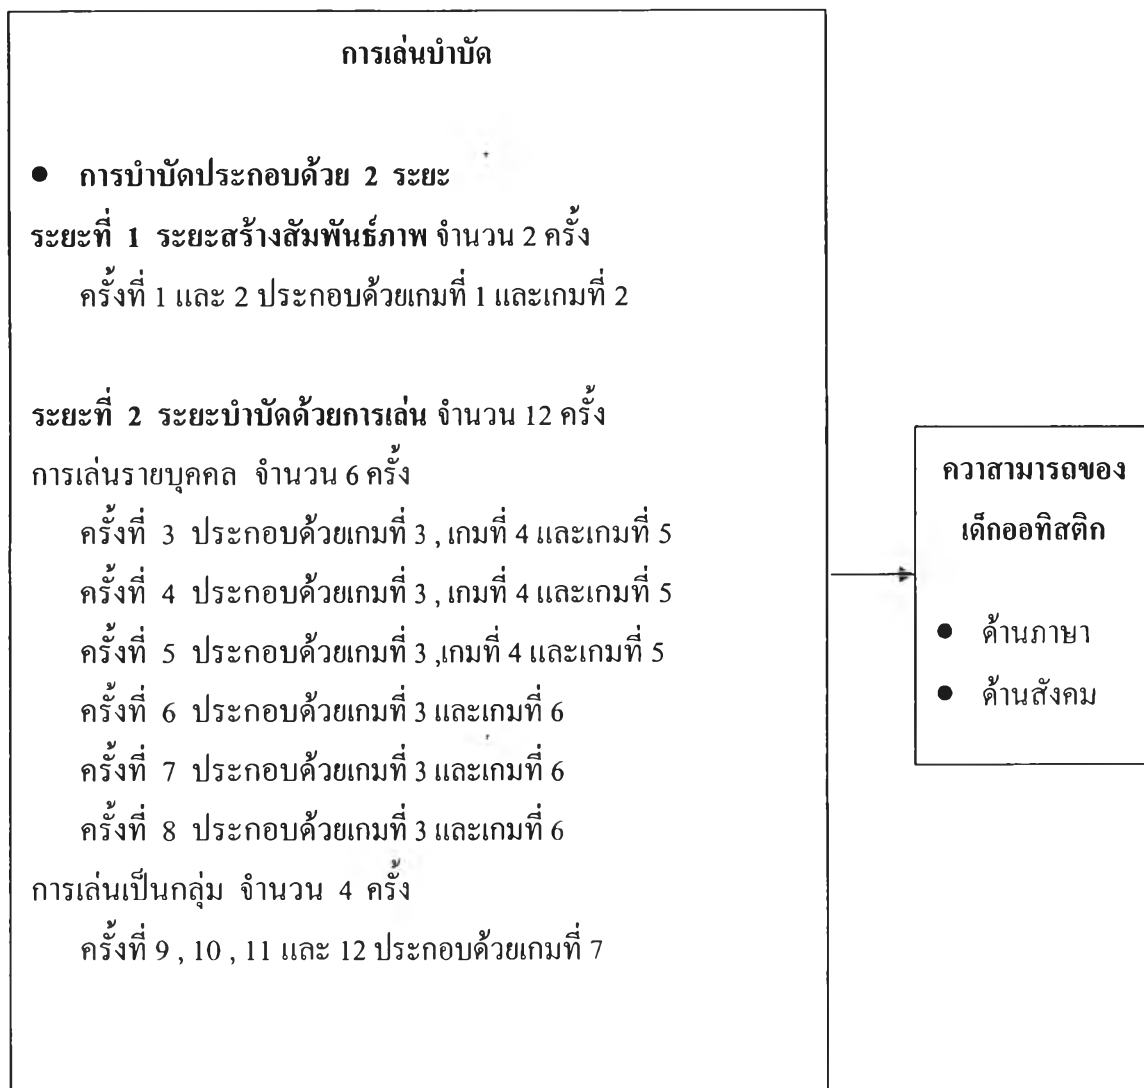 การเล่นบำบัด
● การบำบัดประกอบด้วย 2 ระยะ
ระยะที่ 1 ระยะสร้างสัมพันธ์ภาพ จำนวน 2 ครั้ง
ครั้งที่ 1 และ 2 ประกอบด้วยเกมที่ 1 และเกมที่ 2
ระยะที่ 2 ระยะบำบัดด้วยการเล่น จำนวน 12 ครั้ง
การเล่นรายบุคคล จำนวน 6 ครั้ง
ครั้งที่ 3 ประกอบด้วยเกมที่ 3 , เกมที่ 4 และเกมที่ 5
ครั้งที่ 4 ประกอบด้วยเกมที่ 3 , เกมที่ 4 และเกมที่ 5
ครั้งที่ 5 ประกอบด้วยเกมที่ 3 ,เกมที่ 4 และเกมที่ 5
ครั้งที่ 6 ประกอบด้วยเกมที่ 3 และเกมที่ 6
ครั้งที่ 7 ประกอบด้วยเกมที่ 3 และเกมที่ 6
ครั้งที่ 8 ประกอบด้วยเกมที่ 3 และเกมที่ 6
การเล่นเป็นกลุ่ม จำนวน 4 ครั้ง
ครั้งที่ 9 , 10 , 11 และ 12 ประกอบด้วยเกมที่ 7
ควาสามารถของ
เด็กออทิสติก
● ด้านภาษา
● ด้านสังคม